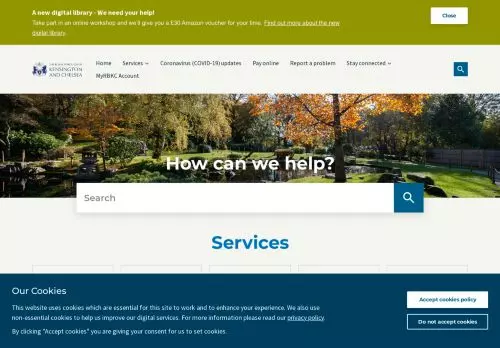 A new digital library - We need your help!
Take part in an online workshop and we'll give you a £30 Amazon voucher for your time. Find out more about the new
digital library.
Close
KENSINGTON
AND CHELSEA
Home
Services
Coronavirus (COVID-19) updates
Pay online
Report a problem
Stay connected
MyRBKC Account
How can we help?
Search
Services
Our Cookies
This website uses cookies which are essential for this site to work and to enhance your experience. We also use
non-essential cookies to help us improve our digital services. For more information please read our privacy policy.
By clicking "Accept cookies" you are giving your consent for us to set cookies.
Accept cookies policy
Do not accept cookies